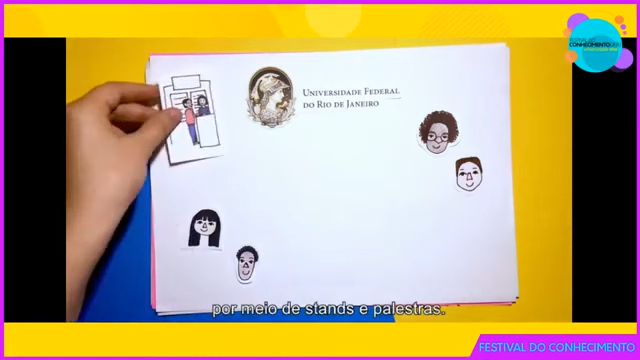 CONHECIMENTO
UNIVERSIDADE FEDERAL
DO RIO DE JANEIRO
por meio de stands e palestras.
FESTIVAL DO CONHECIMENTO